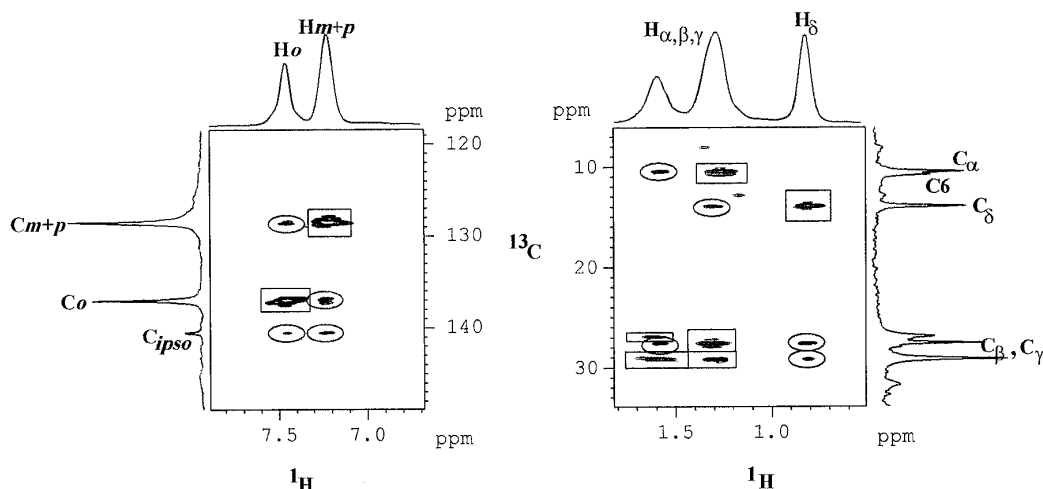 Ho
Hm+p
ppm
120
130
140
Cm+p
Co
Cipso
7.5
7.0
ppm
¹H
¹³C
Hα,β,γ
Hδ
ppm
10
20
30
Cα
C6
Cδ
Cβ , Cγ
1.5
1.0
ppm
¹H